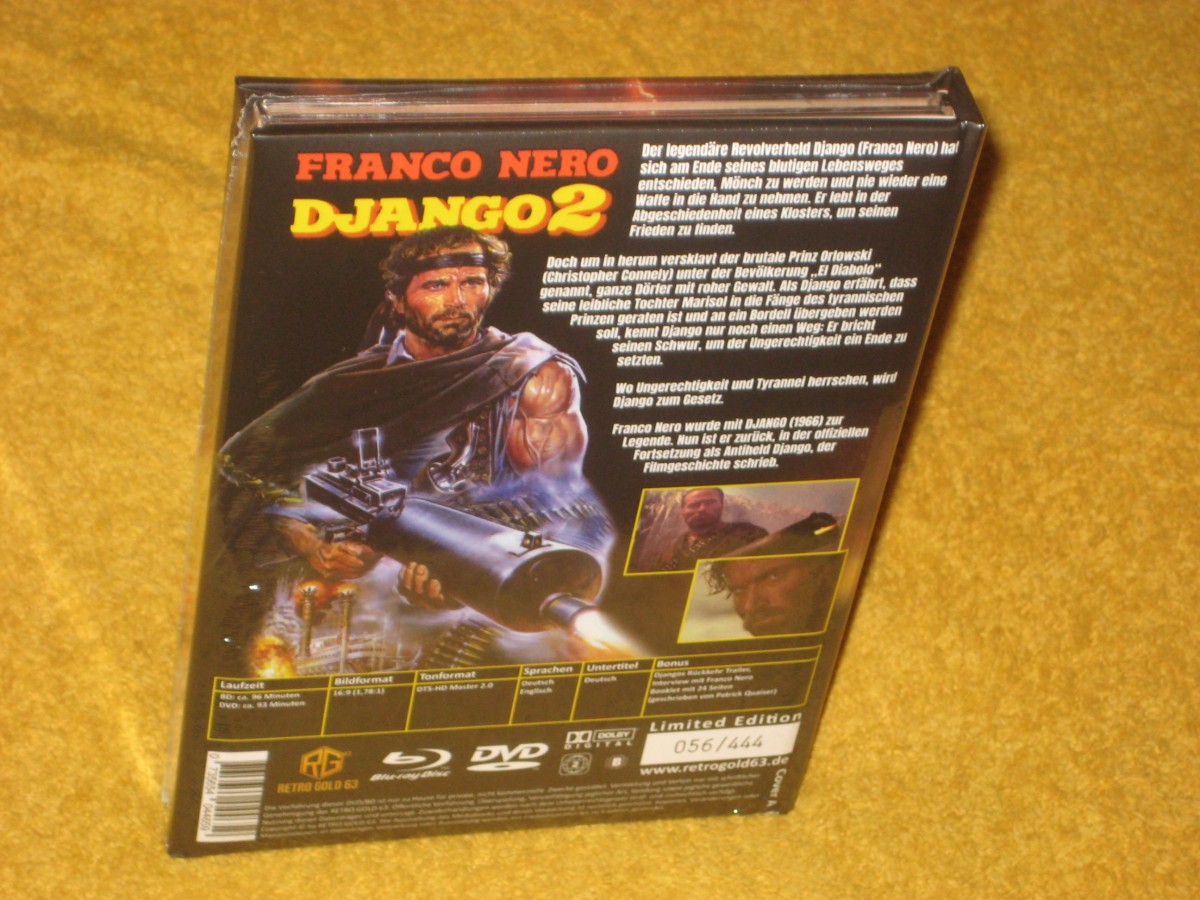 FRANCO NERO
DJANGO 2
Der legendäre Revolverheld Django (Franco Nero) hat
sich am Ende seines blutigen Lebensweges
entschieden, Mönch zu werden und nie wieder eine
Waffe in die Hand zu nehmen. Er lebt in der
Abgeschiedenheit eines Klosters, um seinen
Frieden zu finden.
Doch um in herum versklavt der brutale Prinz Orlowski
(Christopher Connely) unter der Bevölkerung „El Diabolo"
genannt, ganze Dörfer mit roher Gewalt. Als Django erfährt, dass
seine leibliche Tochter Marisol in die Fänge des tyrannischen
Prinzen geraten ist und an ein Bordell übergeben werden
soll, kennt Django nur noch einen Weg: Er bricht
seinen Schwur, um der Ungerechtigkeit ein Ende zu
setzten.
Wo Ungerechtigkeit und Tyrannei herrschen, wird
Django zum Gesetz.
Franco Nero wurde mit DJANGO (1966) zur
Legende. Nun ist er zurück, in der offiziellen
Fortsetzung als Antiheld Django, der
Filmgeschichte schrieb.
Laufzeit
BD: ca. 96 Minuten
DVD: ca. 93 Minuten
Bildformat
16:9 (1,78:1)
Tonformat
DTS-HD Master 2.0
Sprachen
Deutsch
Englisch
Untertitel
Deutsch
Bonus
Djangos Rückkehr Trailer,
Interview mit Franco Nero
Booklet mit 24 Seiten
(geschrieben von Patrick Quaiser)
RG
RETRO GOLD 63
Blu-ray Disc
DVD
DOLBY
DIGITAL
2
B
Limited Edition
056/444
www.retrogold63.de
Cover A